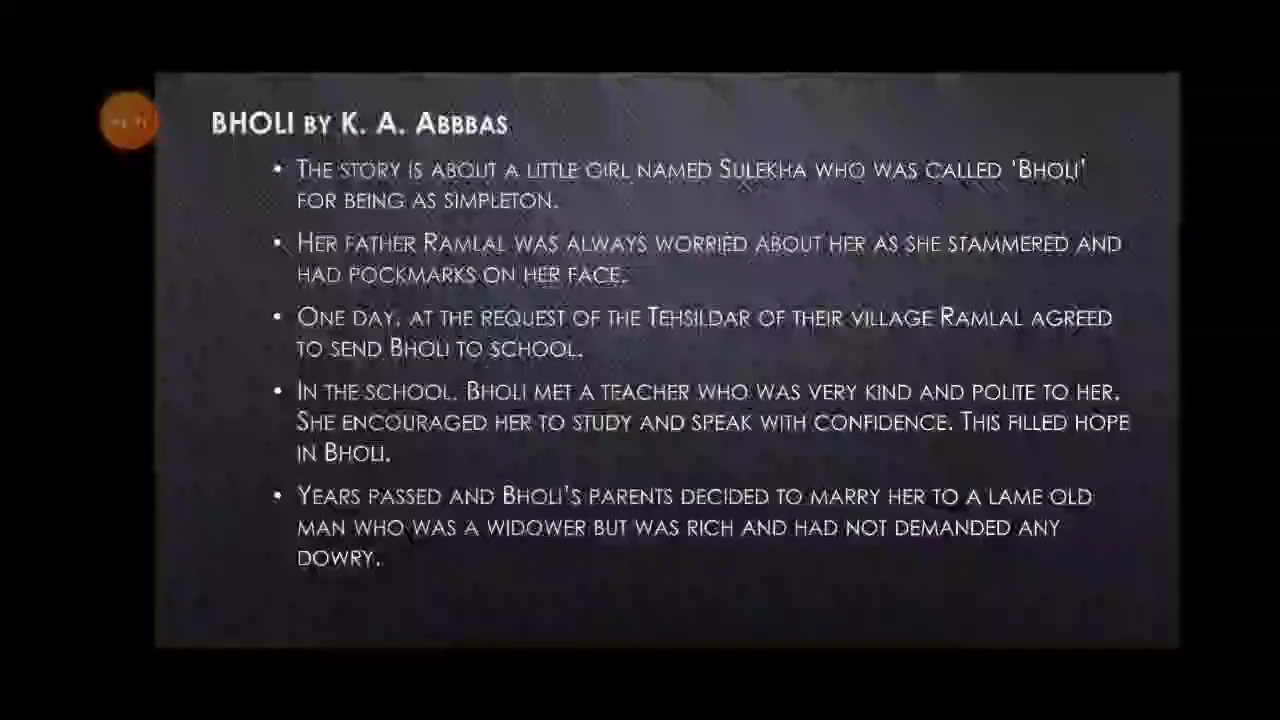 BHOLI BY K. A. ABBBAS
• THE STORY IS ABOUT A LITTLE GIRL NAMED SULEKHA WHO WAS CALLED ‘BHOLI’
FOR BEING AS SIMPLETON.
• HER FATHER RAMLAL WAS ALWAYS WORRIED ABOUT HER AS SHE STAMMERED AND
HAD POCKMARKS ON HER FACE.
• ONE DAY, AT THE REQUEST OF THE TEHSILDAR OF THEIR VILLAGE RAMLAL AGREED
TO SEND BHOLI TO SCHOOL.
• IN THE SCHOOL, BHOLI MET A TEACHER WHO WAS VERY KIND AND POLITE TO HER.
SHE ENCOURAGED HER TO STUDY AND SPEAK WITH CONFIDENCE. THIS FILLED HOPE
IN BHOLI.
• YEARS PASSED AND BHOLI’S PARENTS DECIDED TO MARRY HER TO A LAME OLD
MAN WHO WAS A WIDOWER BUT WAS RICH AND HAD NOT DEMANDED ANY
DOWRY.